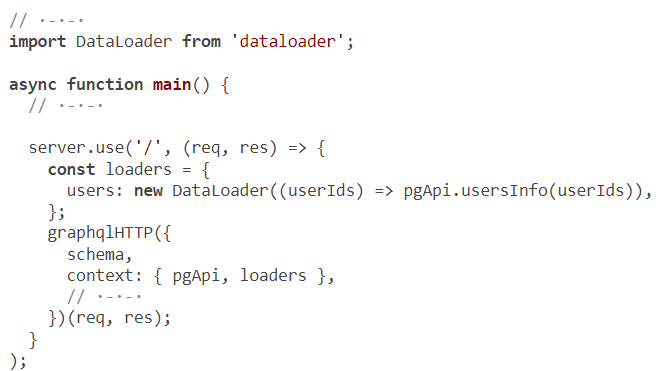 // ·-·-·
import DataLoader from 'dataloader';
async function main() {
// ·-·-·
server.use('/', (req, res) => {
const loaders = {
users: new DataLoader((userIds) => pgApi.usersInfo(userIds)),
};
graphqlHTTP({
schema,
context: { pgApi, loaders },
// ·-·-·
})(req, res);
}
);